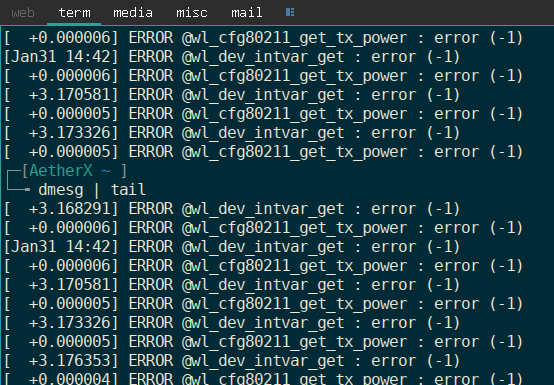 web term media misc mail
[  +0.000006] ERROR @wl_cfg80211_get_tx_power : error (-1)
[Jan31 14:42] ERROR @wl_dev_intvar_get : error (-1)
[  +0.000006] ERROR @wl_cfg80211_get_tx_power : error (-1)
[  +3.170581] ERROR @wl_dev_intvar_get : error (-1)
[  +0.000005] ERROR @wl_cfg80211_get_tx_power : error (-1)
[  +3.173326] ERROR @wl_dev_intvar_get : error (-1)
[  +0.000005] ERROR @wl_cfg80211_get_tx_power : error (-1)
[AetherX ~ ]
dmesg | tail
[  +3.168291] ERROR @wl_dev_intvar_get : error (-1)
[  +0.000006] ERROR @wl_cfg80211_get_tx_power : error (-1)
[Jan31 14:42] ERROR @wl_dev_intvar_get : error (-1)
[  +0.000006] ERROR @wl_cfg80211_get_tx_power : error (-1)
[  +3.170581] ERROR @wl_dev_intvar_get : error (-1)
[  +0.000005] ERROR @wl_cfg80211_get_tx_power : error (-1)
[  +3.173326] ERROR @wl_dev_intvar_get : error (-1)
[  +0.000005] ERROR @wl_cfg80211_get_tx_power : error (-1)
[  +3.176353] ERROR @wl_dev_intvar_get : error (-1)
[  +0.000004] ERROR @wl_cfg80211_get_tx_power : error (-1)